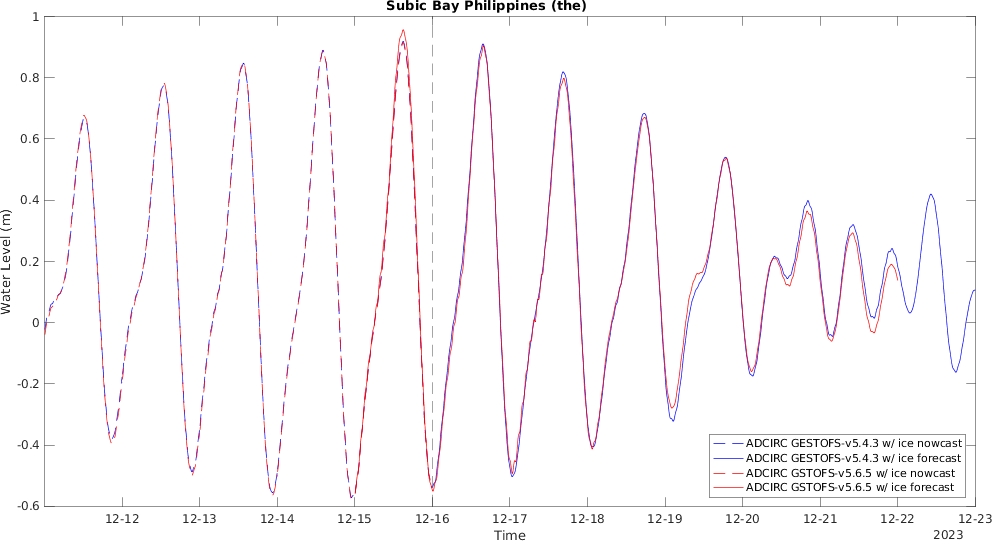 Subic Bay Philippines (the)
1
0.8
0.6
0.4
0.2
0
-0.2
-0.4
-0.6
Water Level (m)
ADCIRC GESTOFS-v5.4.3 w/ ice nowcast
ADCIRC GESTOFS-v5.4.3 w/ ice forecast
ADCIRC GSTOFS-v5.6.5 w/ ice nowcast
ADCIRC GSTOFS-v5.6.5 w/ ice forecast
12-12 12-13 12-14 12-15 12-16 12-17 12-18 12-19 12-20 12-21 12-22 12-23
Time
2023